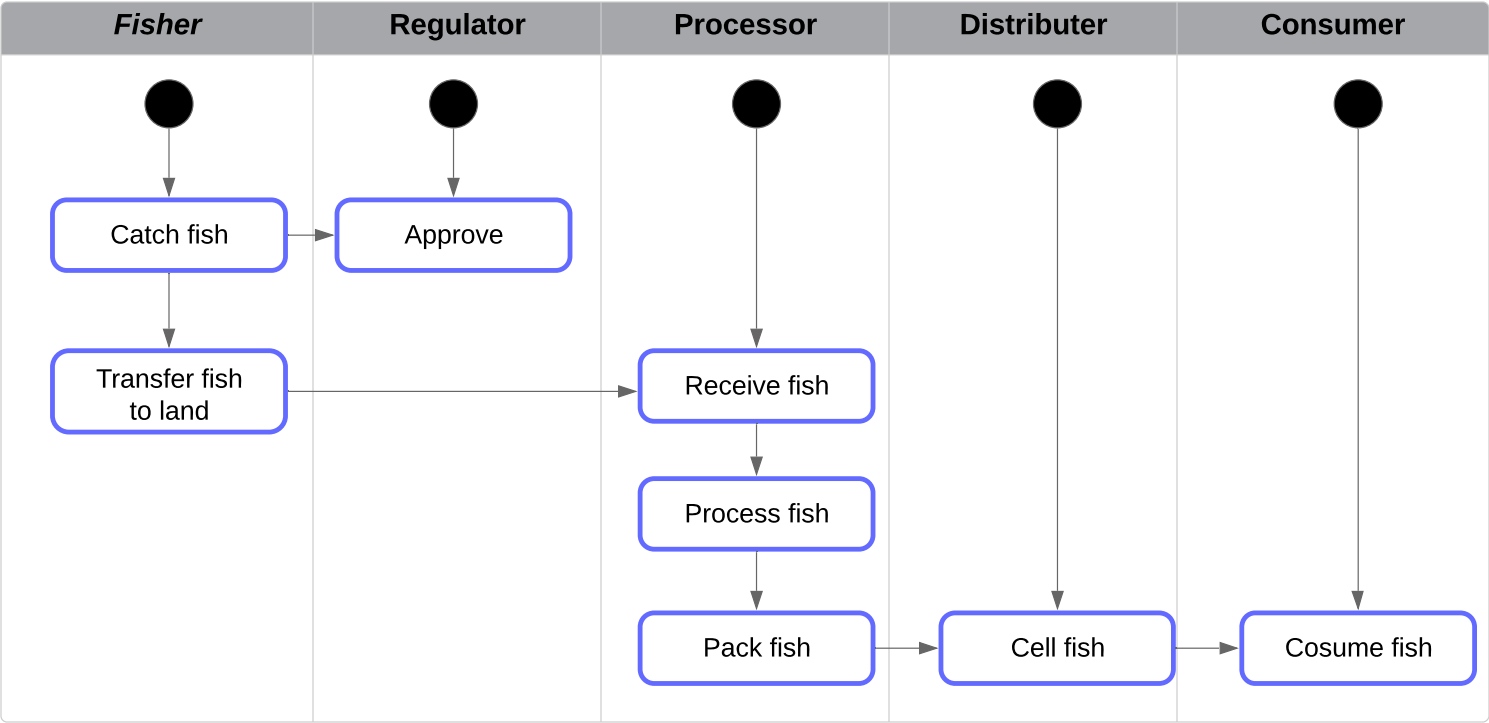 Fisher
Regulator
Processor
Distributer
Consumer
Catch fish
Approve
Transfer fish
to land
Receive fish
Process fish
Pack fish
Cell fish
Cosume fish